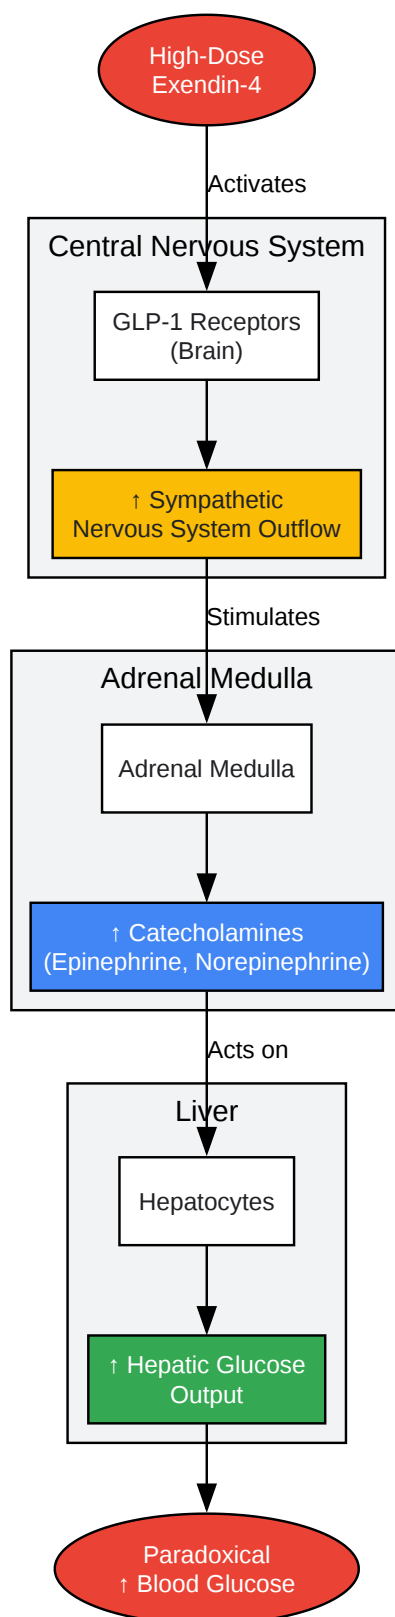 High-Dose
Exendin-4
Activates
Central Nervous System
GLP-1 Receptors
(Brain)
↑ Sympathetic
Nervous System Outflow
Stimulates
Adrenal Medulla
Adrenal Medulla
↑ Catecholamines
(Epinephrine, Norepinephrine)
Acts on
Liver
Hepatocytes
↑ Hepatic Glucose
Output
Paradoxical
↑ Blood Glucose